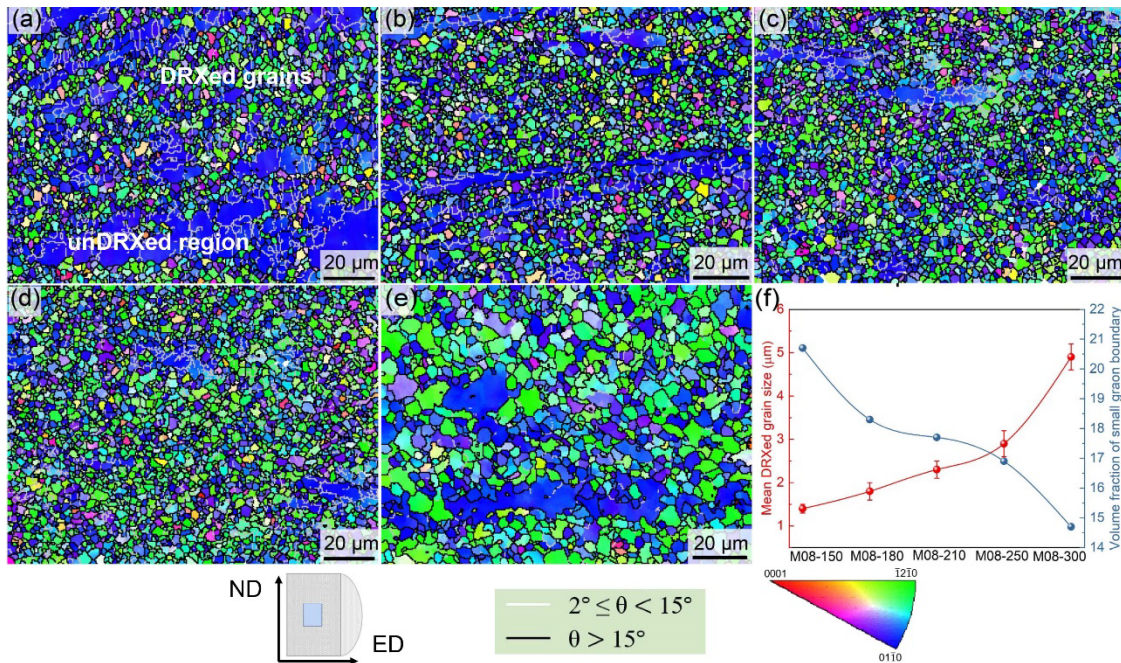 (a)
DRXed grains
unDRXed region
20 μm
(b)
20 μm
(c)
20 μm
(d)
20 μm
(e)
20 μm
(f)
Mean DRXed grain size (μm)
6
5
4
3
2
1
22
21
20
19
18
17
16
15
14
Volume fraction of small graon boundary
M08-150 M08-180 M08-210 M08-250 M08-300
ND
ED
2° ≤ θ < 15°
θ > 15°
0001
1̄21̄0
011̄0